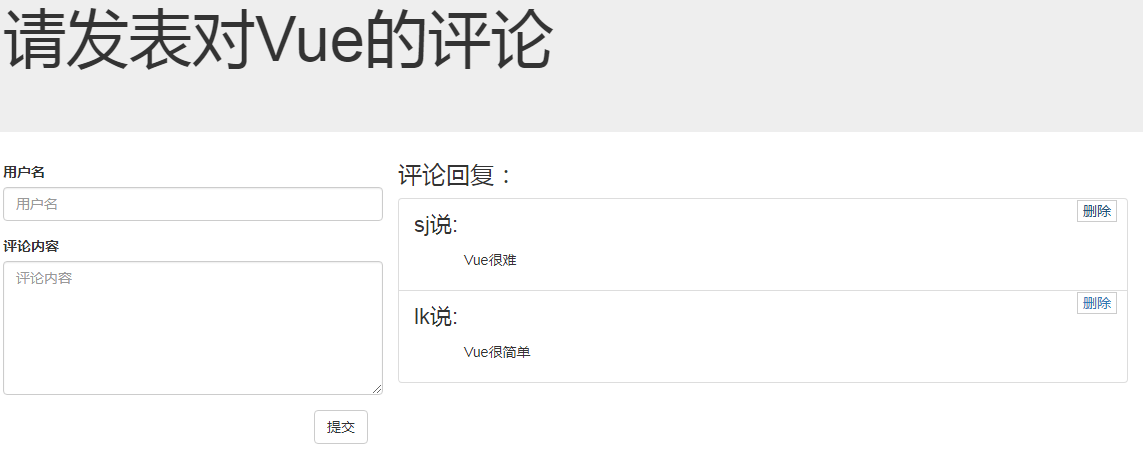 请发表对Vue的评论
用户名
用户名
评论内容
评论内容
提交
评论回复：
sj说:
删除
Vue很难
lk说:
删除
Vue很简单